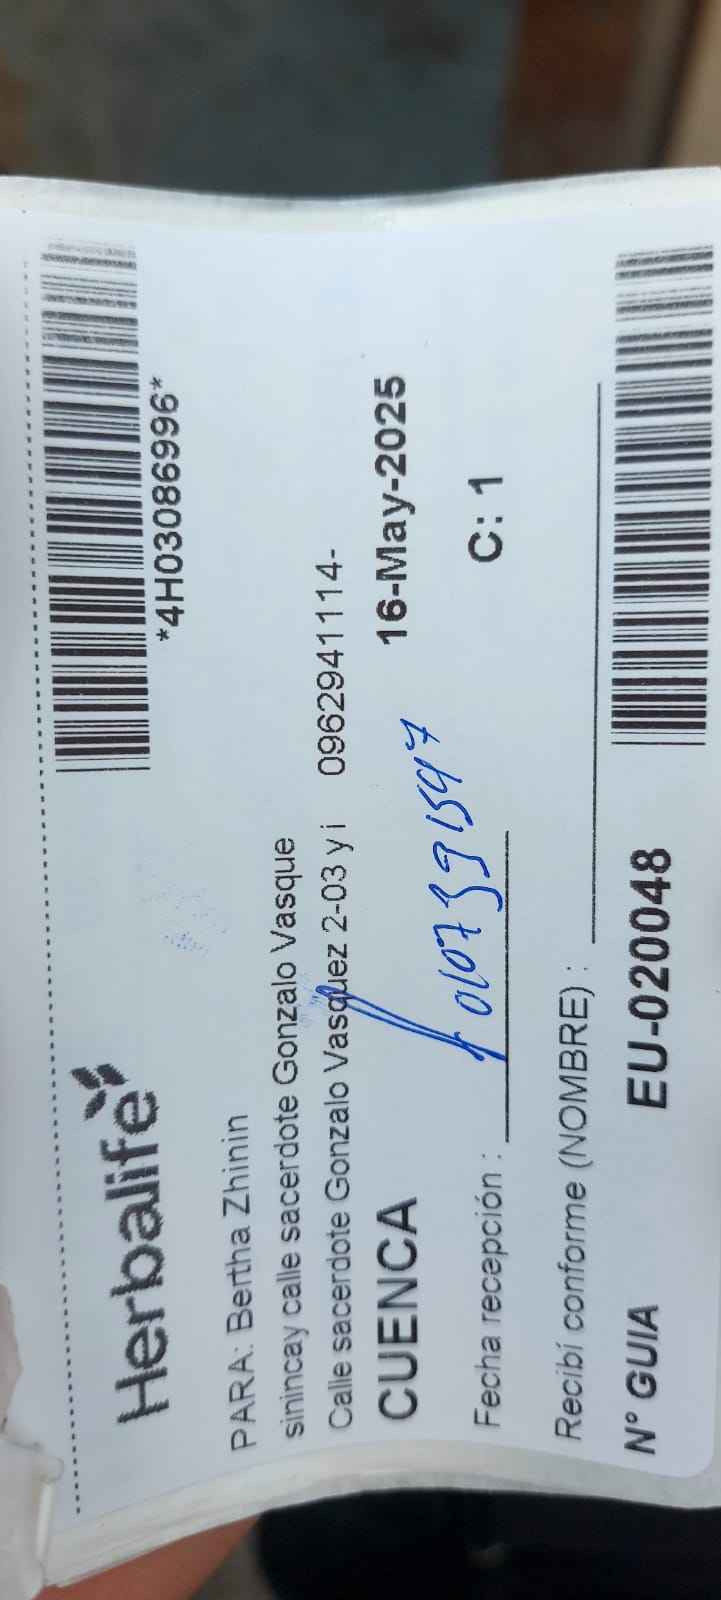 Herbalife
*4H03086996*
PARA: Bertha Zhinin
sinincay calle sacerdote Gonzalo Vasque
Calle sacerdote Gonzalo Vasquez 2-03 y i 0962941114-
CUENCA 16-May-2025
Fecha recepción :
C: 1
Recibí conforme (NOMBRE) :
N° GUIA EU-020048